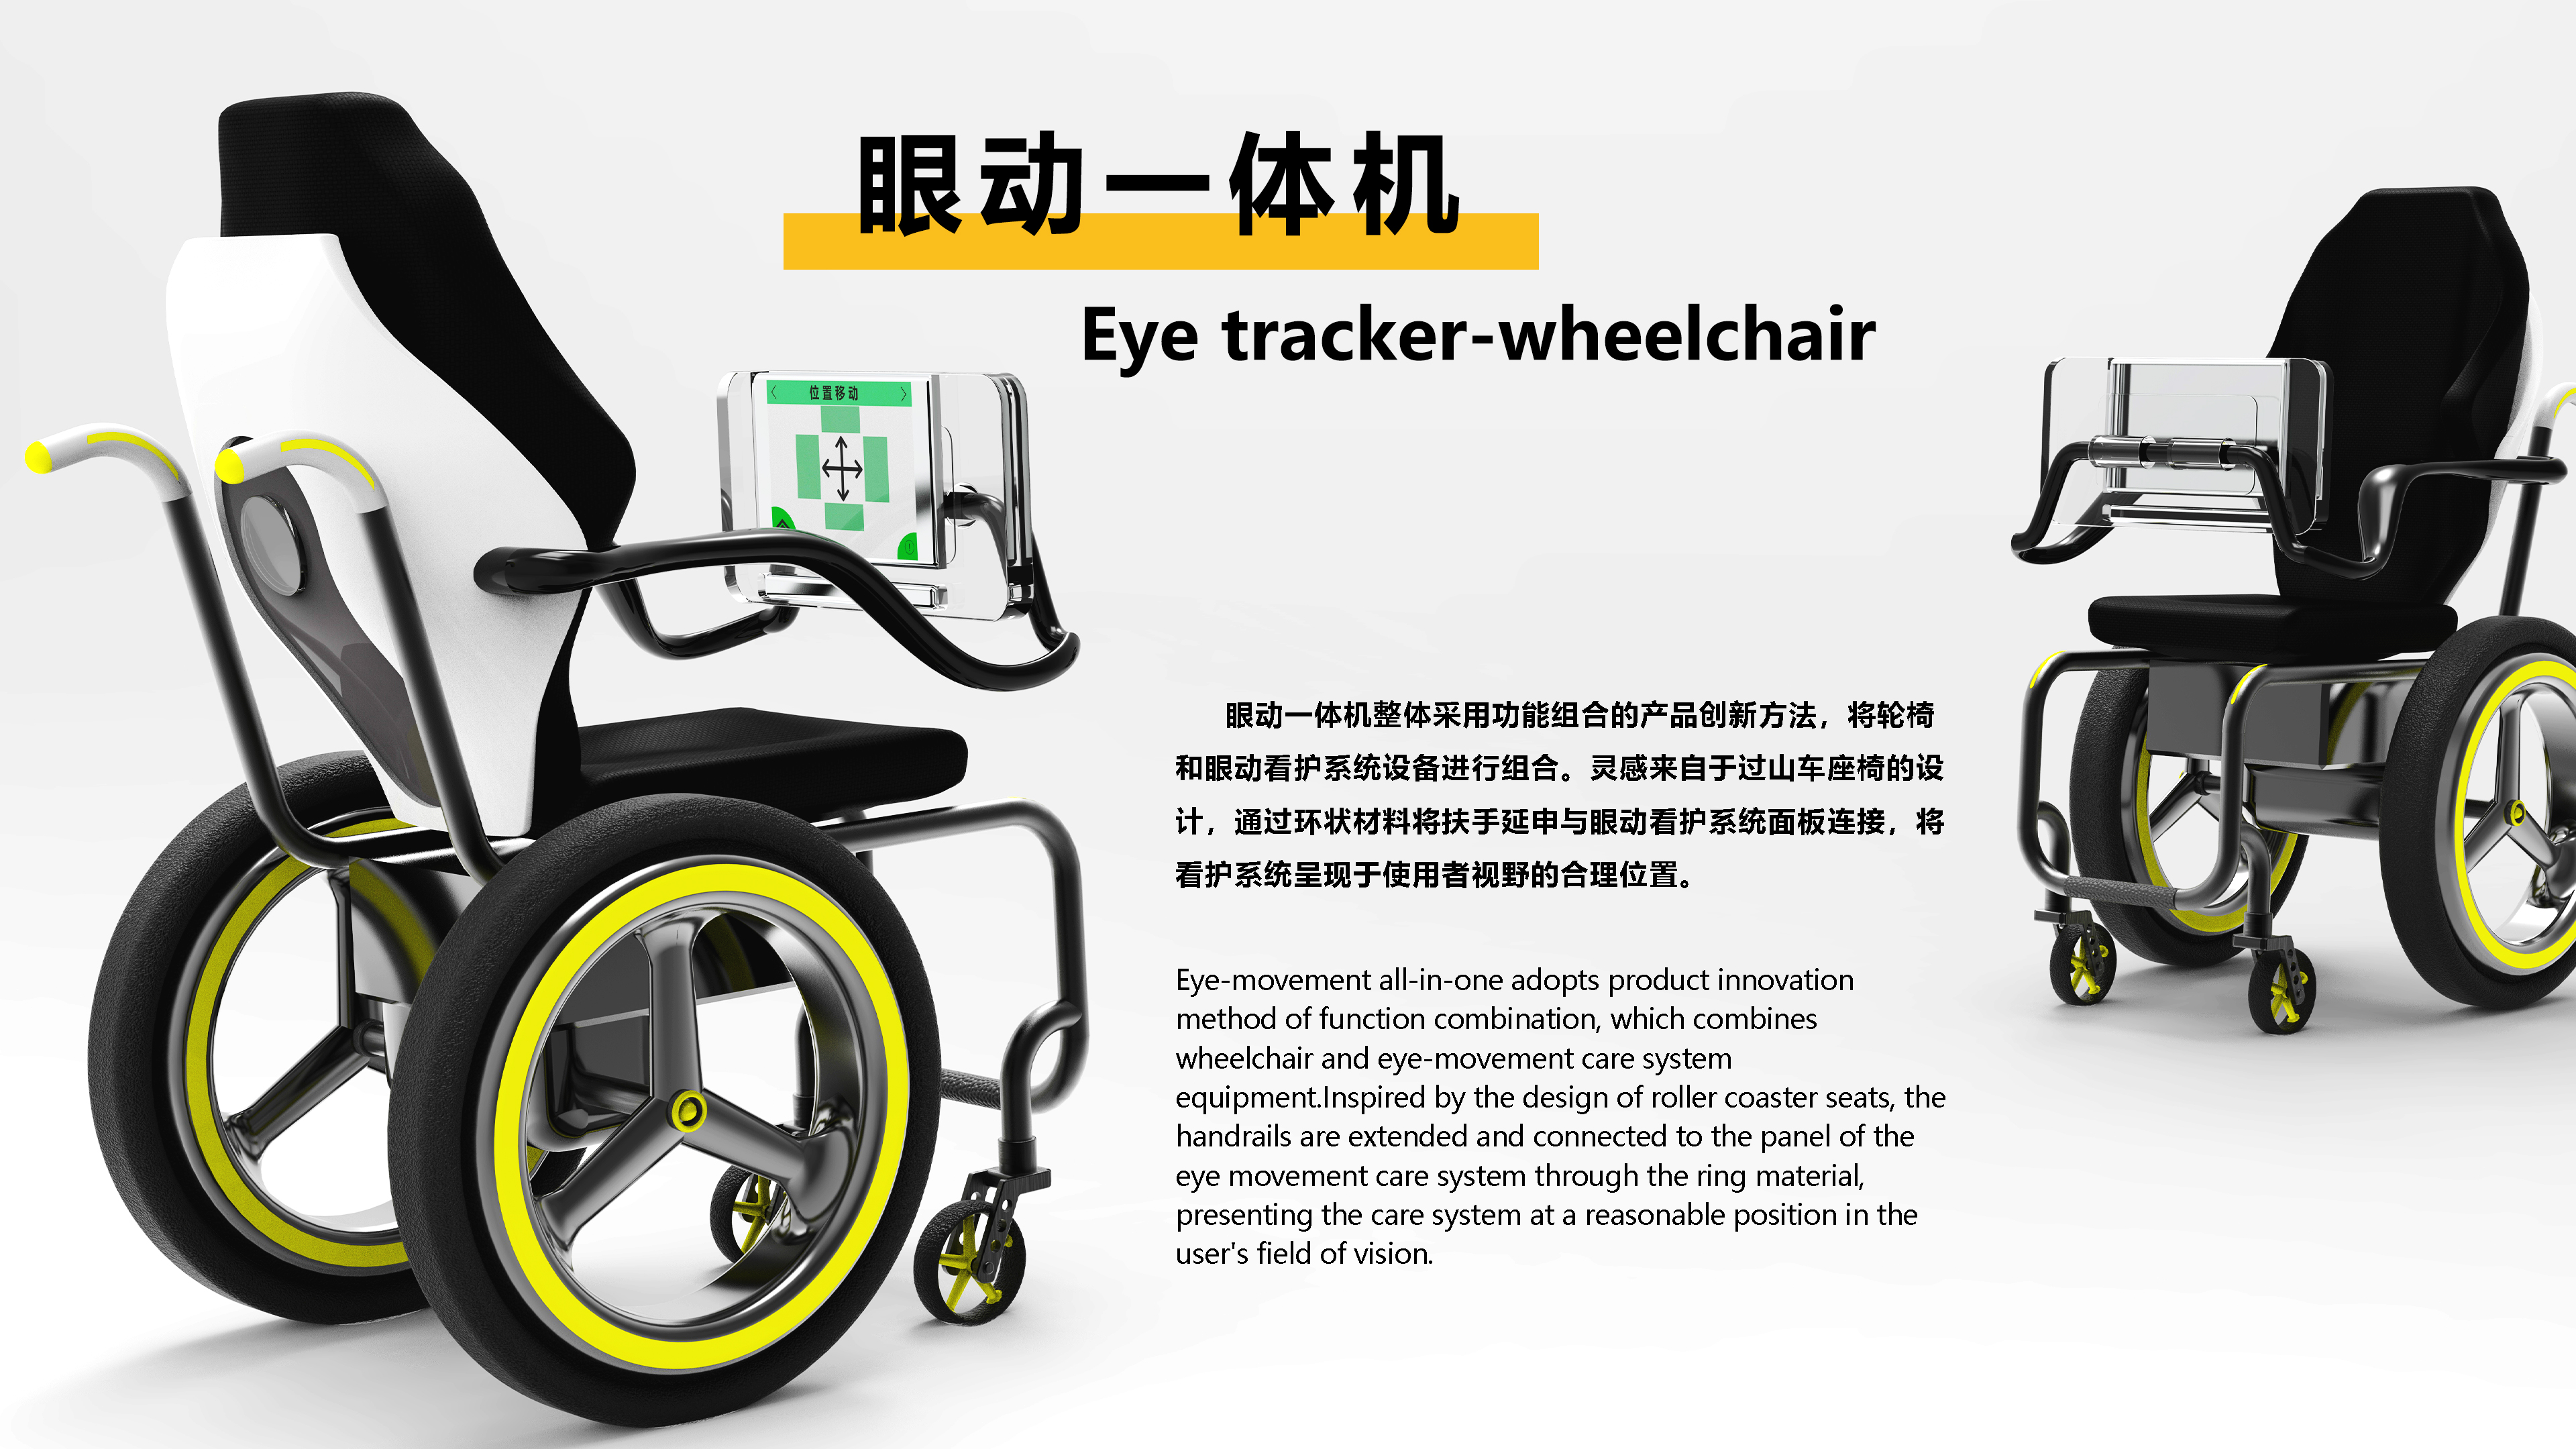 眼动一体机
Eye tracker-wheelchair
位置移动
眼动一体机整体采用功能组合的产品创新方法，将轮椅
和眼动看护系统设备进行组合。灵感来自于过山车座椅的设
计，通过环状材料将扶手延申与眼动看护系统面板连接，将
看护系统呈现于使用者视野的合理位置。
Eye-movement all-in-one adopts product innovation
method of function combination, which combines
wheelchair and eye-movement care system
equipment.Inspired by the design of roller coaster seats, the
handrails are extended and connected to the panel of the
eye movement care system through the ring material,
presenting the care system at a reasonable position in the
user's field of vision.